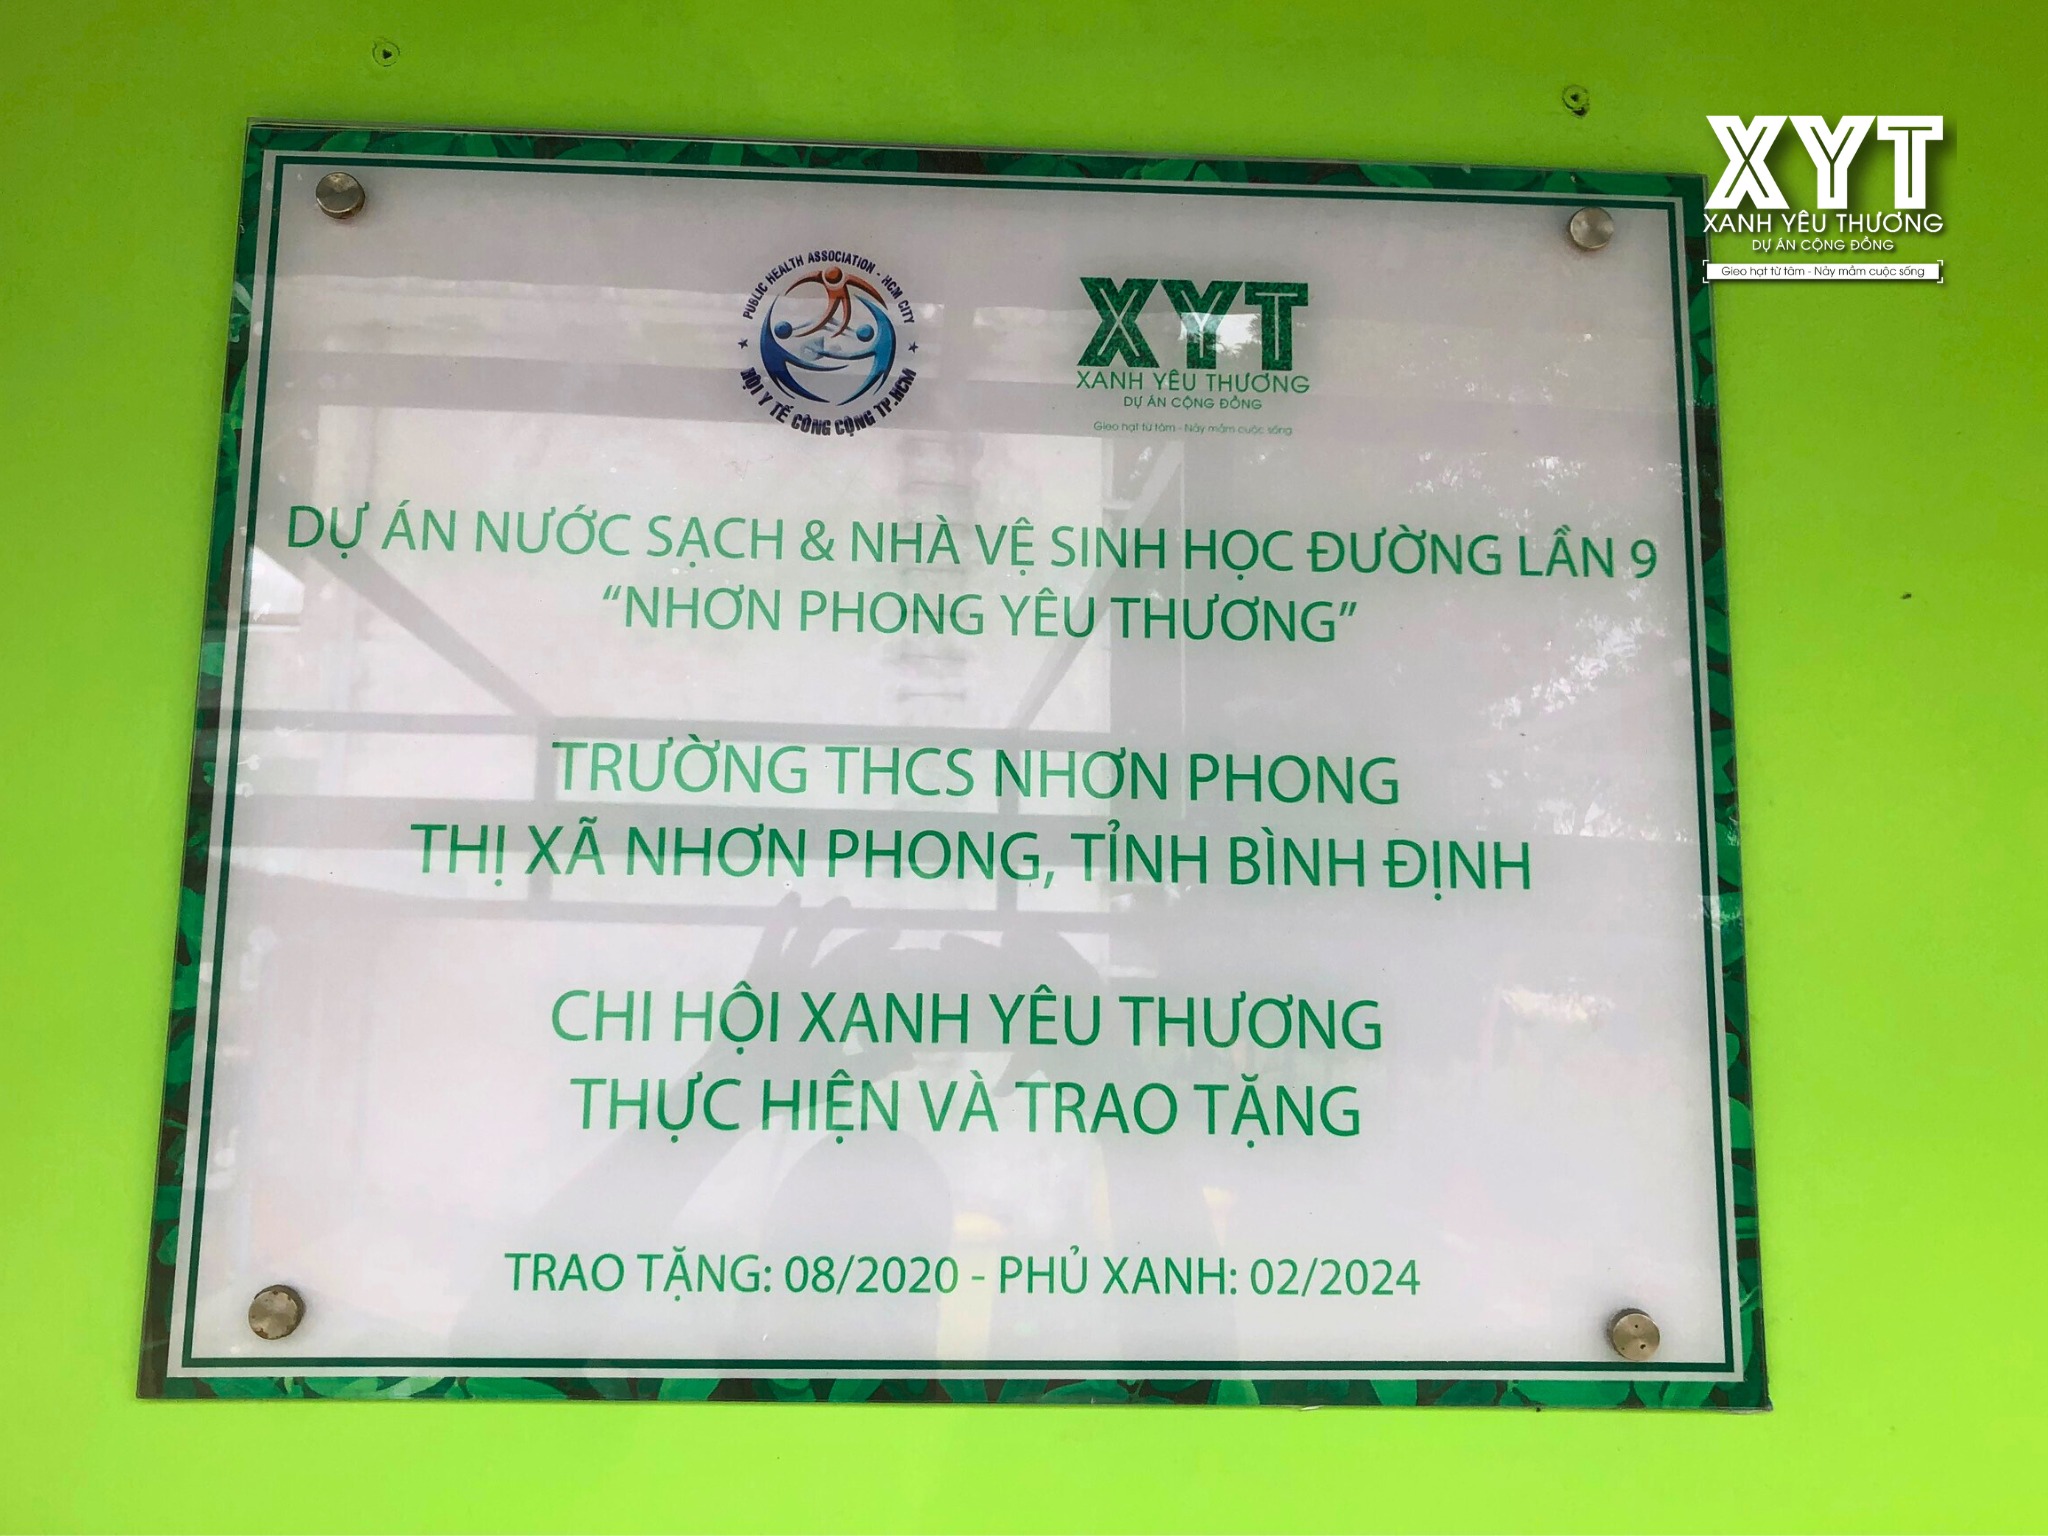 XYT
XANH YÊU THƯƠNG
DỰ ÁN CỘNG ĐỒNG
Gieo hạt từ tâm - Nảy mầm cuộc sống
PUBLIC HEALTH ASSOCIATION - HCM CITY
HỘI Y TẾ CÔNG CỘNG TP.HCM
XYT
XANH YÊU THƯƠNG
DỰ ÁN CỘNG ĐỒNG
Gieo hạt từ tâm - Nảy mầm cuộc sống
DỰ ÁN NƯỚC SẠCH & NHÀ VỆ SINH HỌC ĐƯỜNG LẦN 9
“NHƠN PHONG YÊU THƯƠNG”
TRƯỜNG THCS NHƠN PHONG
THỊ XÃ NHƠN PHONG, TỈNH BÌNH ĐỊNH
CHI HỘI XANH YÊU THƯƠNG
THỰC HIỆN VÀ TRAO TẶNG
TRAO TẶNG: 08/2020 - PHỦ XANH: 02/2024